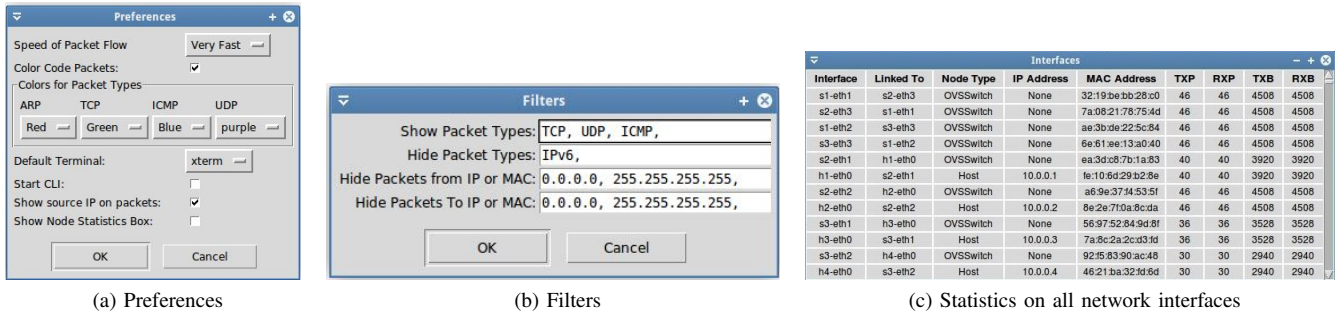 Preferences
Speed of Packet Flow Very Fast
Color Code Packets:
Colors for Packet Types
ARP TCP ICMP UDP
Red Green Blue purple
Default Terminal: xterm
Start CLI:
Show source IP on packets:
Show Node Statistics Box:
OK Cancel
(a) Preferences
Filters
Show Packet Types: TCP, UDP, ICMP,
Hide Packet Types: IPv6,
Hide Packets from IP or MAC: 0.0.0.0, 255.255.255.255,
Hide Packets To IP or MAC: 0.0.0.0, 255.255.255.255,
OK Cancel
(b) Filters
Interfaces
Interface Linked To Node Type IP Address MAC Address TXP RXP TXB RXB
s1-eth1 s2-eth3 OVSSwitch None 32:19:be:bb:28:c0 46 46 4508 4508
s2-eth3 s1-eth1 OVSSwitch None 7a:08:21:78:75:4d 46 46 4508 4508
s1-eth2 s3-eth3 OVSSwitch None ae:3b:de:22:5c:84 46 46 4508 4508
s3-eth3 s1-eth2 OVSSwitch None 6e:61:ee:13:a0:40 46 46 4508 4508
s2-eth1 h1-eth0 OVSSwitch None ea:3d:c8:7b:1a:83 40 40 3920 3920
h1-eth0 s2-eth1 Host 10.0.0.1 fe:10:6d:29:b2:8e 40 40 3920 3920
s2-eth2 h2-eth0 OVSSwitch None a6:9e:37:f4:53:5f 46 46 4508 4508
h2-eth0 s2-eth2 Host 10.0.0.2 8e:2e:7f:0a:8c:da 46 46 4508 4508
s3-eth1 h3-eth0 OVSSwitch None 56:97:52:84:9d:8f 36 36 3528 3528
h3-eth0 s3-eth1 Host 10.0.0.3 7a:8c:2a:2c:d3:fd 36 36 3528 3528
s3-eth2 h4-eth0 OVSSwitch None 92:f5:83:90:ac:48 30 30 2940 2940
h4-eth0 s3-eth2 Host 10.0.0.4 46:21:ba:32:fd:6d 30 30 2940 2940
(c) Statistics on all network interfaces